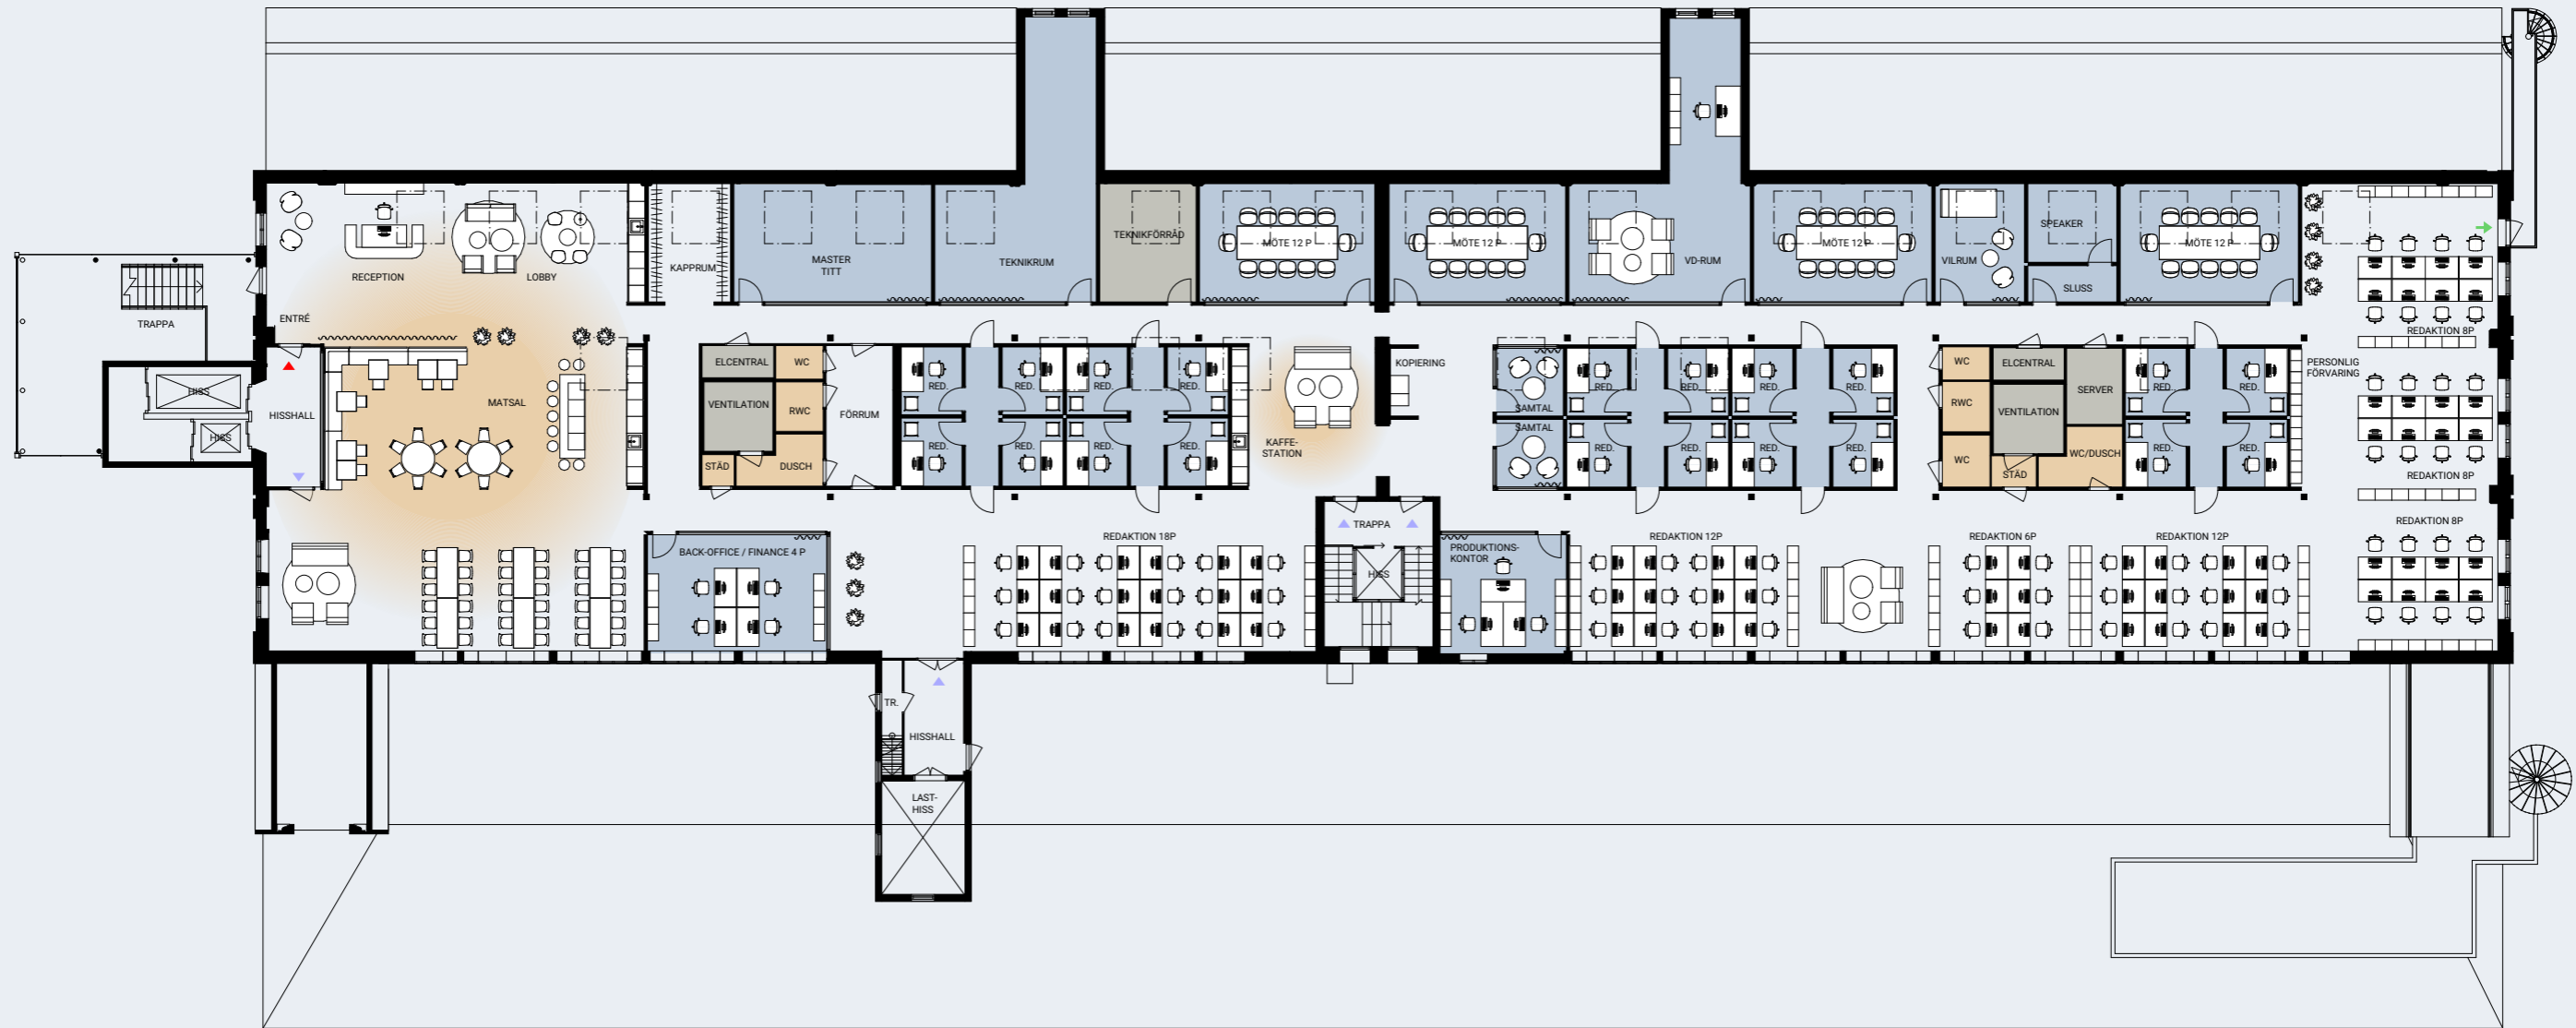 RECEPTION
LOBBY
ENTRÉ
TRAPPA
HISS
HISS
HISSHALL
MATSAL
KAPPRUM
MASTER
TITT
TEKNIKRUM
TEKNIKFÖRRÅD
MÖTE 12 P
MÖTE 12 P
VD-RUM
MÖTE 12 P
VILRUM
SPEAKER
SLUSS
MÖTE 12 P
REDAKTION 8P
ELCENTRAL
WC
VENTILATION
RWC
FÖRRUM
STÄD
DUSCH
RED.
RED.
RED.
RED.
RED.
RED.
RED.
RED.
KAFFE-
STATION
KOPIERING
SAMTAL
SAMTAL
RED.
RED.
RED.
RED.
RED.
RED.
RED.
RED.
WC
ELCENTRAL
RWC
VENTILATION
SERVER
WC
STÄD
WC/DUSCH
RED.
RED.
RED.
RED.
PERSONLIG
FÖRVARING
REDAKTION 8P
REDAKTION 8P
BACK-OFFICE / FINANCE 4 P
REDAKTION 18P
TRAPPA
HISS
PRODUKTIONS-
KONTOR
REDAKTION 12P
REDAKTION 6P
REDAKTION 12P
TR.
HISSHALL
LAST-
HISS